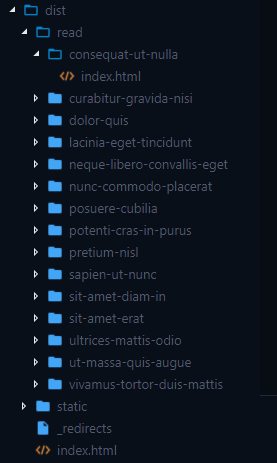 dist
read
consequat-ut-nulla
index.html
curabitur-gravida-nisi
dolor-quis
lacinia-eget-tincidunt
neque-libero-convallis-eget
nunc-commodo-placerat
posuere-cubilia
potenti-cras-in-purus
pretium-nisl
sapien-ut-nunc
sit-amet-diam-in
sit-amet-erat
ultrices-mattis-odio
ut-massa-quis-augue
vivamus-tortor-duis-mattis
static
_redirects
index.html